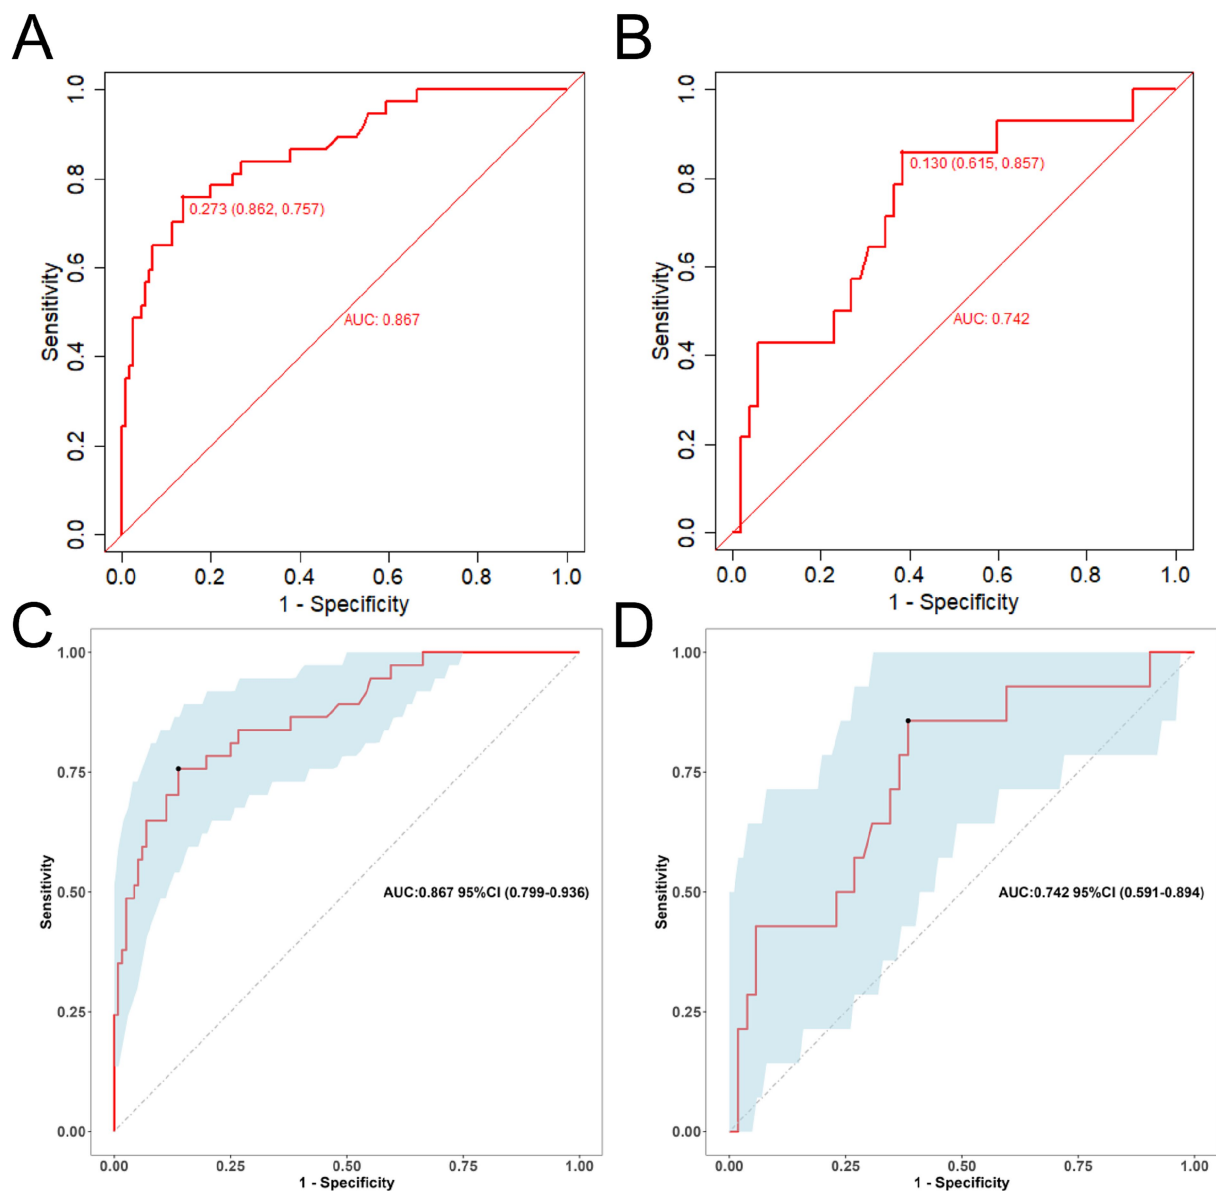 A
1.0
0.8
0.6
0.4
0.2
0.0
Sensitivity
0.273 (0.862, 0.757)
AUC: 0.867
0.0 0.2 0.4 0.6 0.8 1.0
1 - Specificity
B
1.0
0.8
0.6
0.4
0.2
0.0
Sensitivity
0.130 (0.615, 0.857)
AUC: 0.742
0.0 0.2 0.4 0.6 0.8 1.0
1 - Specificity
C
1.00
0.75
0.50
0.25
0.00
Sensitivity
AUC:0.867 95%CI (0.799-0.936)
0.00 0.25 0.50 0.75 1.00
1 - Specificity
D
1.00
0.75
0.50
0.25
0.00
Sensitivity
AUC:0.742 95%CI (0.591-0.894)
0.00 0.25 0.50 0.75 1.00
1 - Specificity